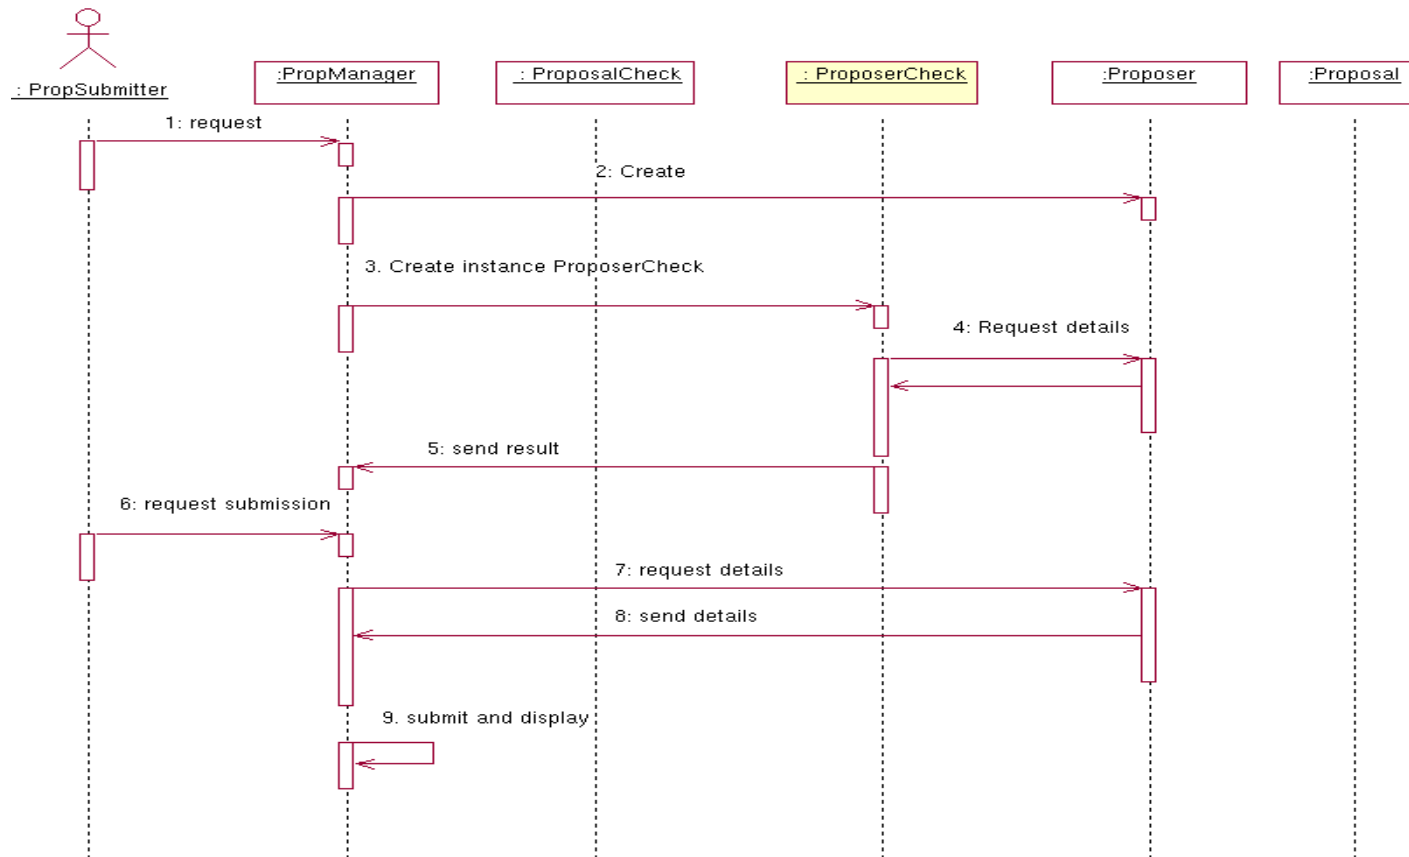 : PropSubmitter
:PropManager
: ProposalCheck
: ProposerCheck
:Proposer
:Proposal
1: request
2: Create
3. Create instance ProposerCheck
4: Request details
5: send result
6: request submission
7: request details
8: send details
9. submit and display